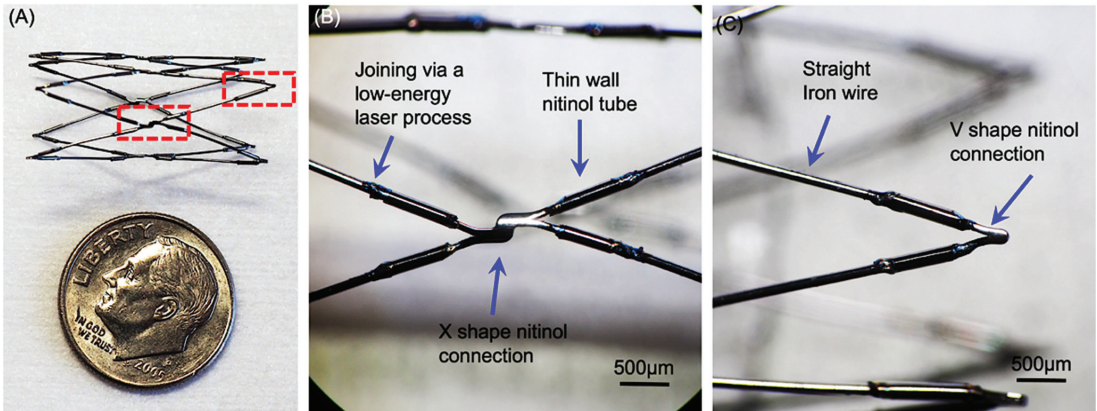 (A)
LIBERTY
IN GOD
WE TRUST
2005
(B)
Joining via a
low-energy
laser process
Thin wall
nitinol tube
X shape nitinol
connection
500μm
(C)
Straight
Iron wire
V shape nitinol
connection
500μm